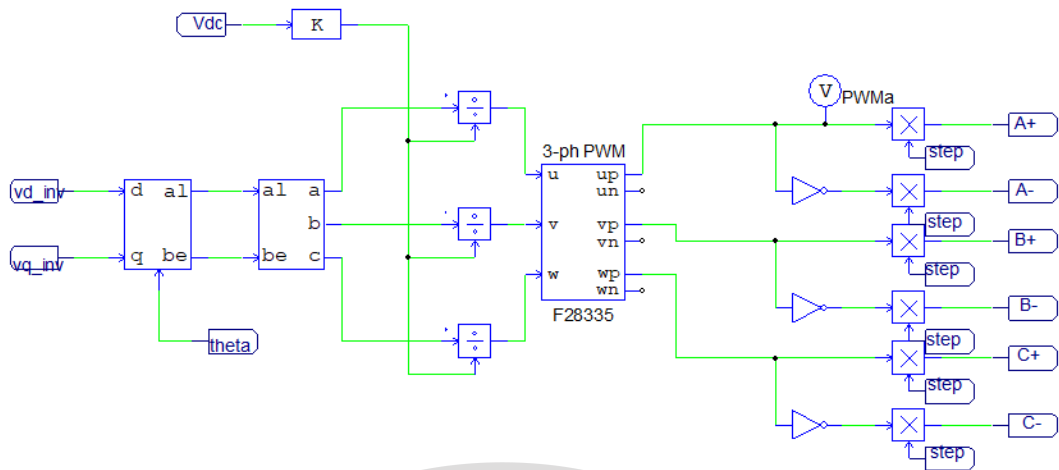 Vdc
K
V
PWMa
A+
step
3-ph PWM
vd_inv
d al
al a
u up
un
A-
step
b
v vp
vn
B+
vq_inv
q be
be c
w wp
wn
step
F28335
B-
theta
step
C+
step
C-
step